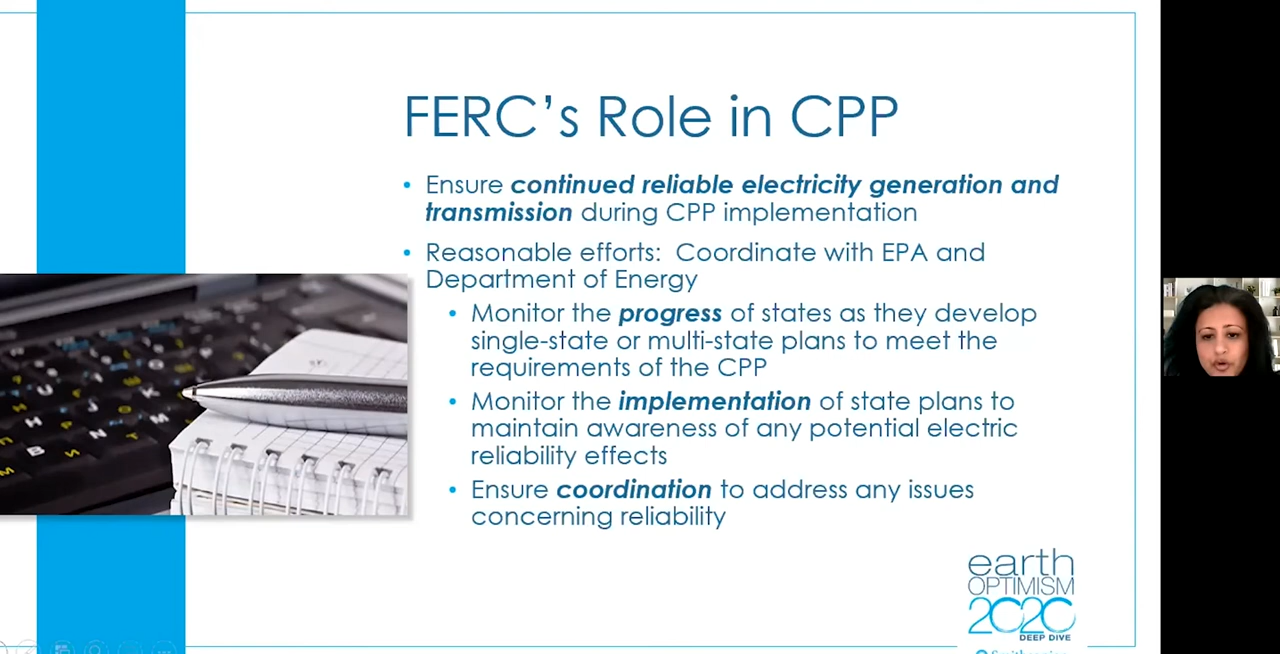 FERC’s Role in CPP
• Ensure continued reliable electricity generation and
transmission during CPP implementation
• Reasonable efforts: Coordinate with EPA and
Department of Energy
• Monitor the progress of states as they develop
single-state or multi-state plans to meet the
requirements of the CPP
• Monitor the implementation of state plans to
maintain awareness of any potential electric
reliability effects
• Ensure coordination to address any issues
concerning reliability
earth
OPTIMISM
2020
DEEP DIVE